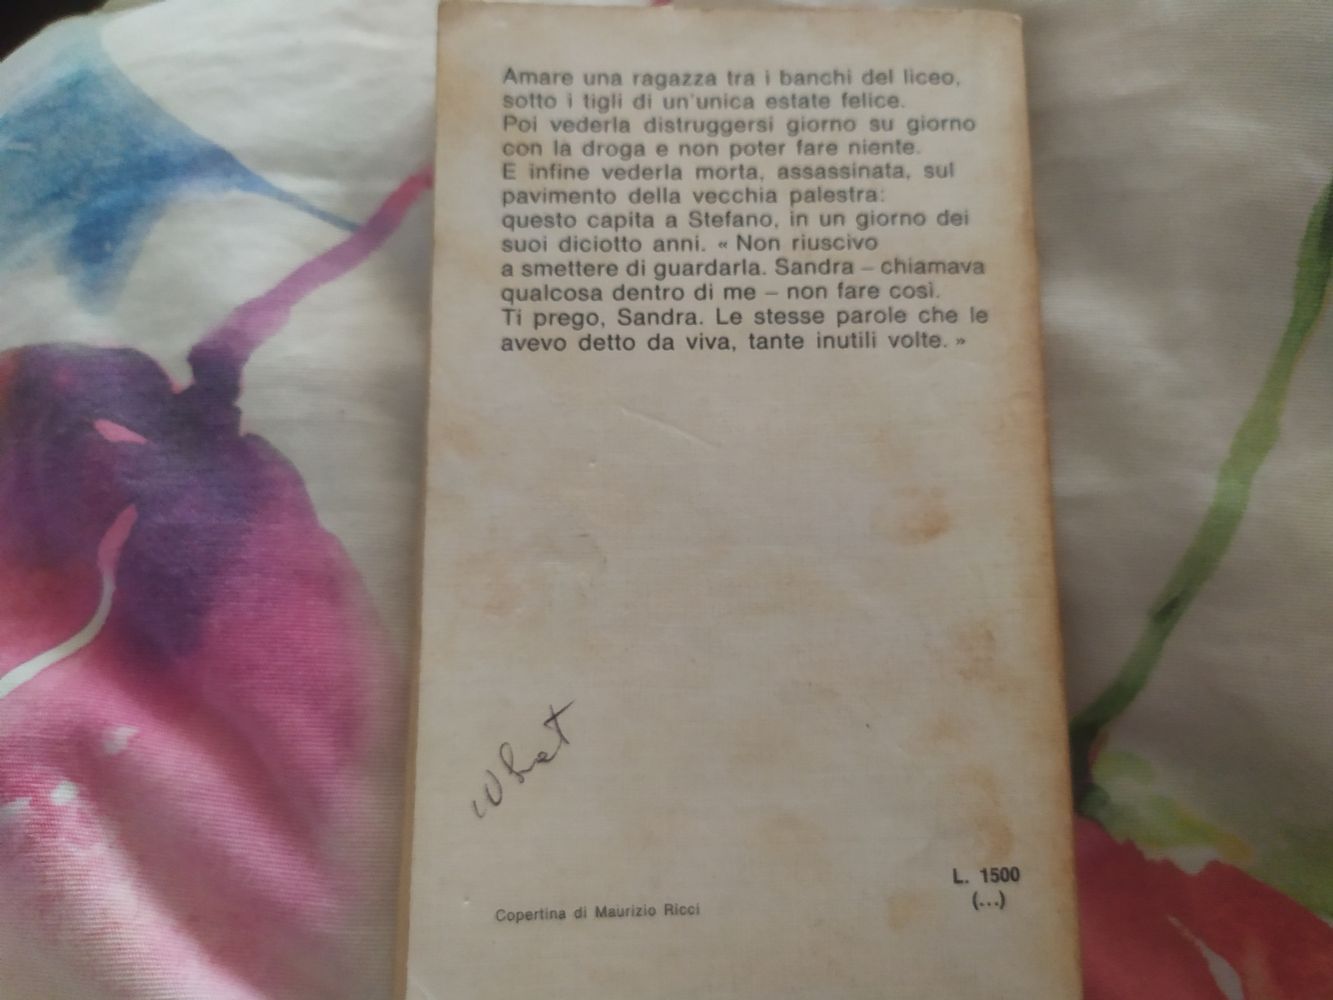 Amare una ragazza tra i banchi del liceo,
sotto i tigli di un'unica estate felice.
Poi vederla distruggersi giorno su giorno
con la droga e non poter fare niente.
E infine vederla morta, assassinata, sul
pavimento della vecchia palestra:
questo capita a Stefano, in un giorno dei
suoi diciotto anni. « Non riuscivo
a smettere di guardarla. Sandra – chiamava
qualcosa dentro di me – non fare così.
Ti prego, Sandra. Le stesse parole che le
avevo detto da viva, tante inutili volte. »
What
L. 1500
(...)
Copertina di Maurizio Ricci